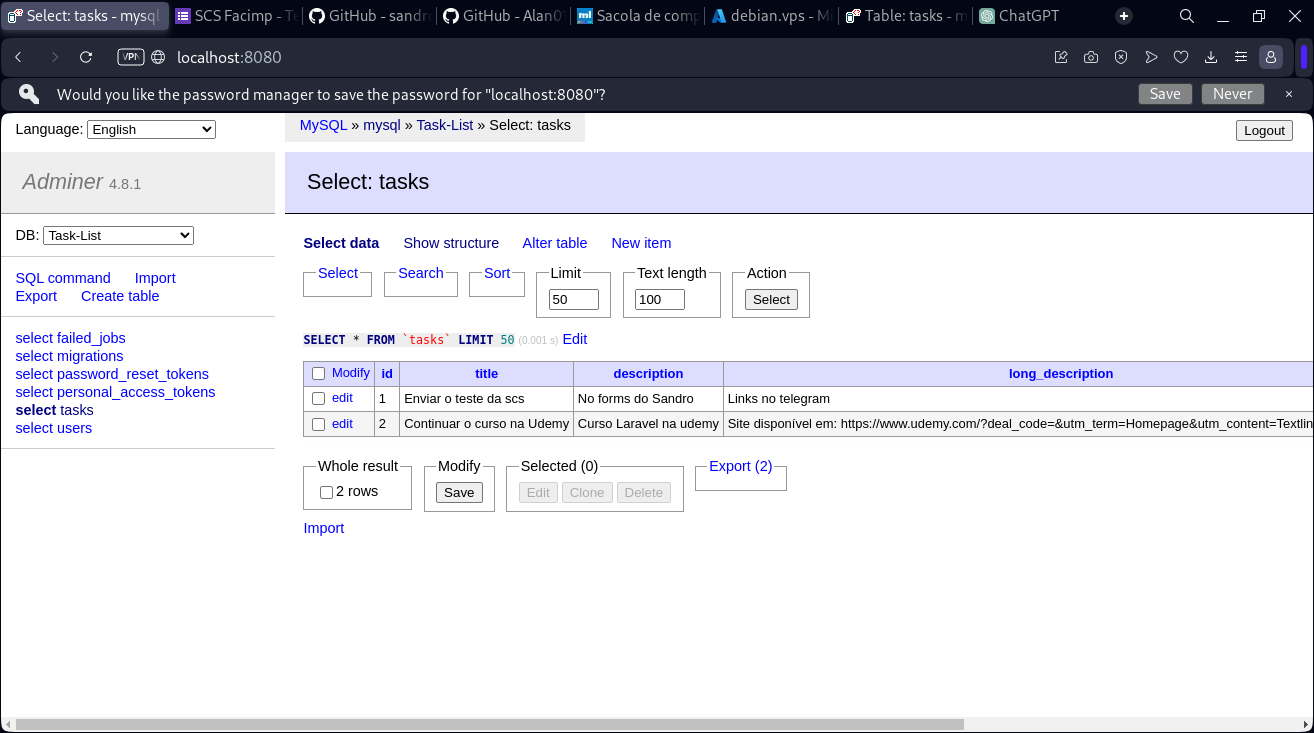 Select: tasks - mysql
SCS Facimp - Te
GitHub - sandro
GitHub - Alan0
Sacola de comp
debian.vps - Mi
Table: tasks - m
ChatGPT
VPN localhost:8080
Would you like the password manager to save the password for "localhost:8080"? Save Never
Language: English
MySQL » mysql » Task-List » Select: tasks
Logout
Adminer 4.8.1
Select: tasks
DB: Task-List
SQL command Import
Export Create table
select failed_jobs
select migrations
select password_reset_tokens
select personal_access_tokens
select tasks
select users
Select data Show structure Alter table New item
Select Search Sort Limit Text length Action
50 100 Select
SELECT * FROM `tasks` LIMIT 50 (0.001 s) Edit
Modify id title description long_description
edit 1 Enviar o teste da scs No forms do Sandro Links no telegram
edit 2 Continuar o curso na Udemy Curso Laravel na udemy Site disponível em: https://www.udemy.com/?deal_code=&utm_term=Homepage&utm_content=Textlin
Whole result Modify Selected (0) Export (2)
2 rows Save Edit Clone Delete
Import